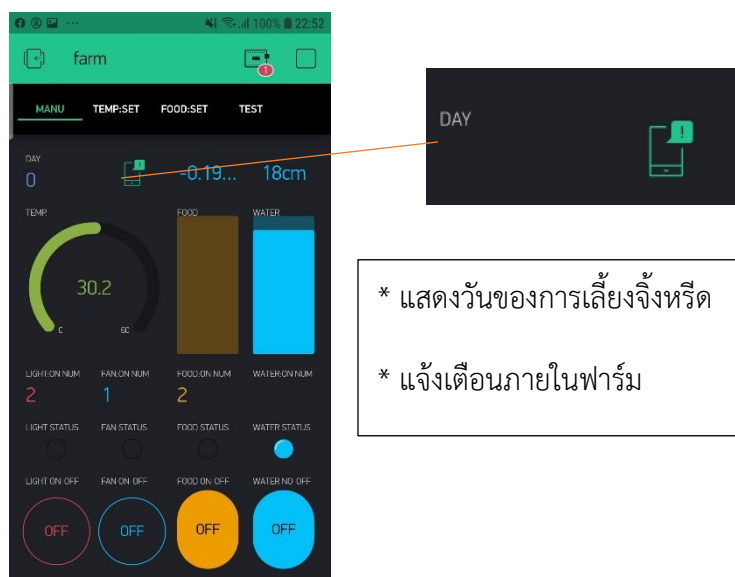 100% 22:52
farm
1
MANU TEMP:SET FOOD:SET TEST
DAY
0 -0.19... 18cm
TEMP. FOOD WATER
30.2
C 60
LIGHT:ON NUM FAN:ON NUM FOOD:ON NUM WATER:ON NUM
2 1 2
LIGHT STATUS FAN STATUS FOOD STATUS WATER STATUS
LIGHT ON-OFF FAN ON-OFF FOOD ON-OFF WATER NO-OFF
OFF OFF OFF OFF
DAY
* แสดงวันของการเลี้ยงจิ้งหรีด
* แจ้งเตือนภายในฟาร์ม